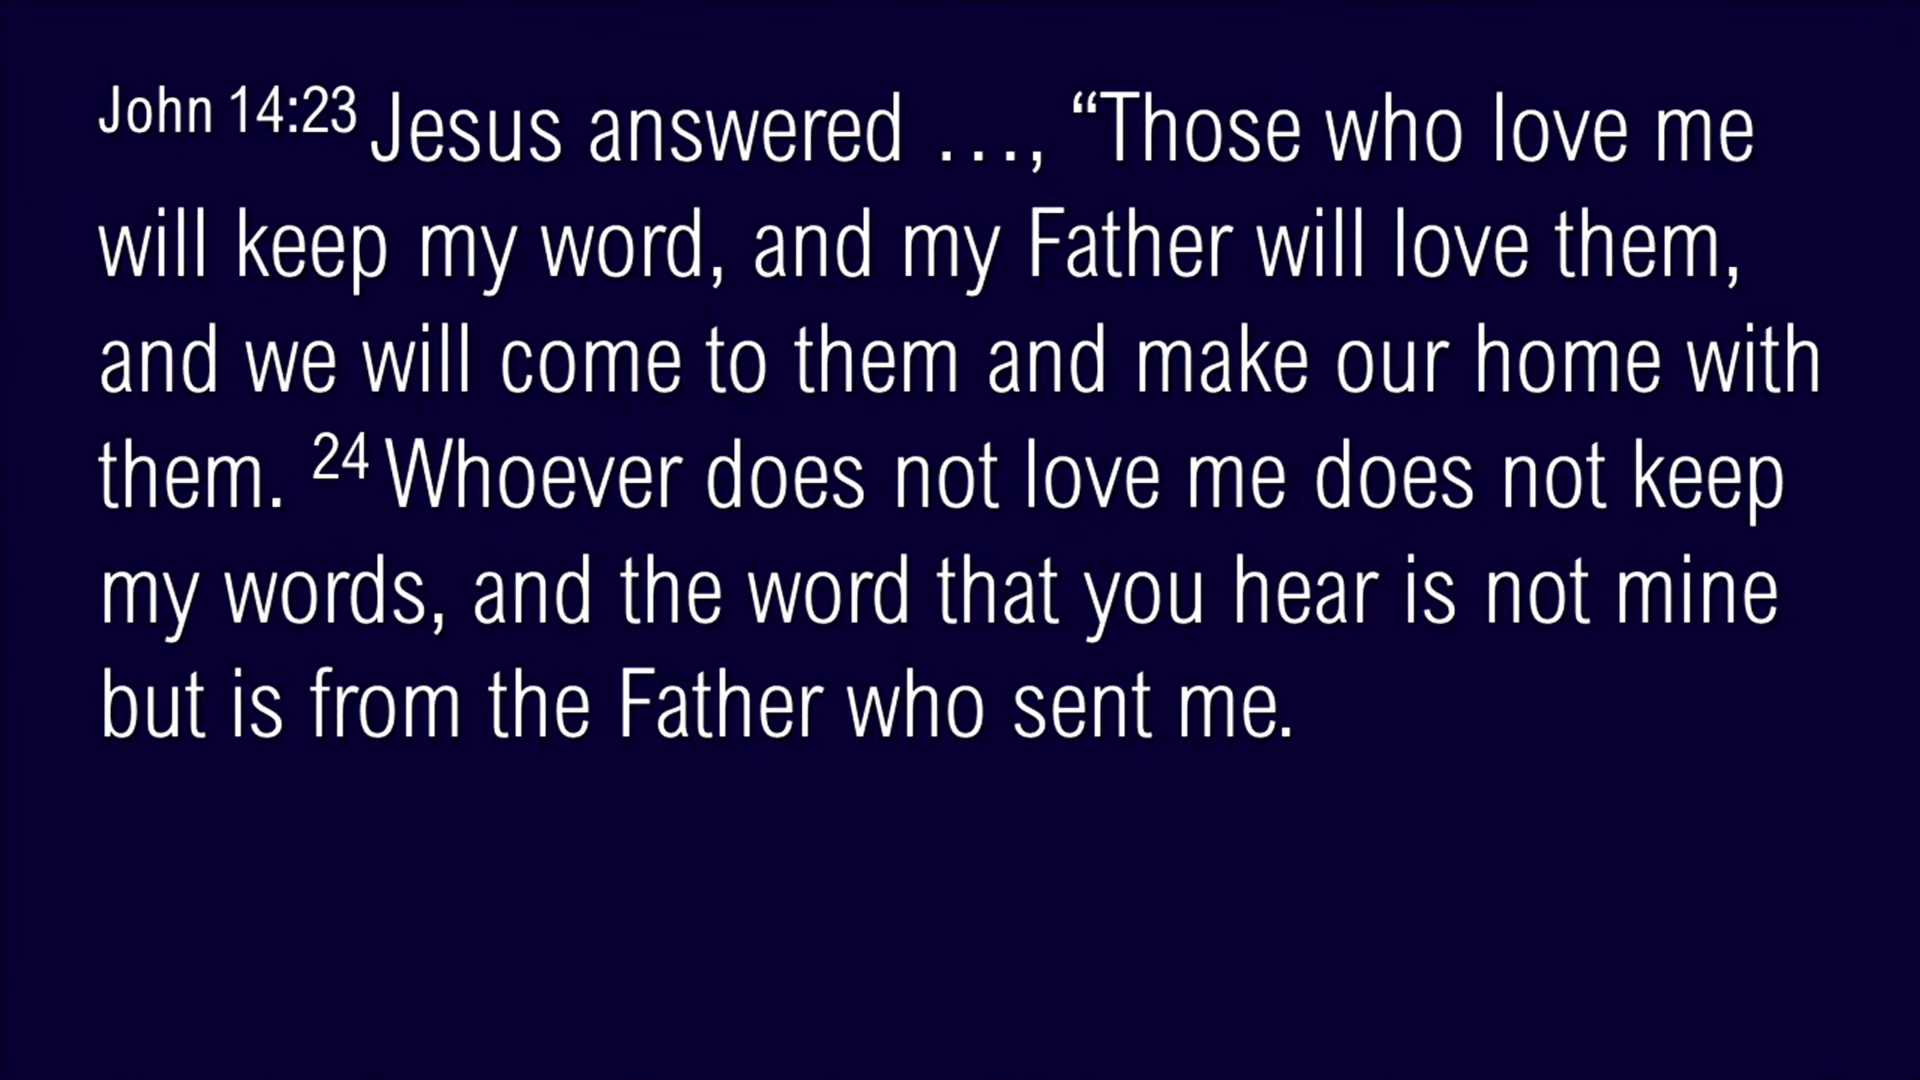 John 14:23 Jesus answered …, “Those who love me
will keep my word, and my Father will love them,
and we will come to them and make our home with
them. 24 Whoever does not love me does not keep
my words, and the word that you hear is not mine
but is from the Father who sent me.